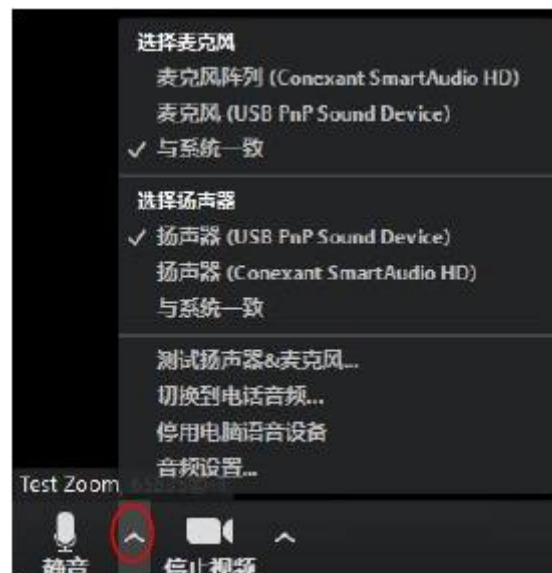 选择麦克风
麦克风阵列 (Conexant SmartAudio HD)
麦克风 (USB PnP Sound Device)
✓ 与系统一致
选择扬声器
✓ 扬声器 (USB PnP Sound Device)
扬声器 (Conexant SmartAudio HD)
与系统一致
测试扬声器&麦克风...
切换到电话音频...
停用电脑语音设备
音频设置...
Test Zoom
静音
停止视频